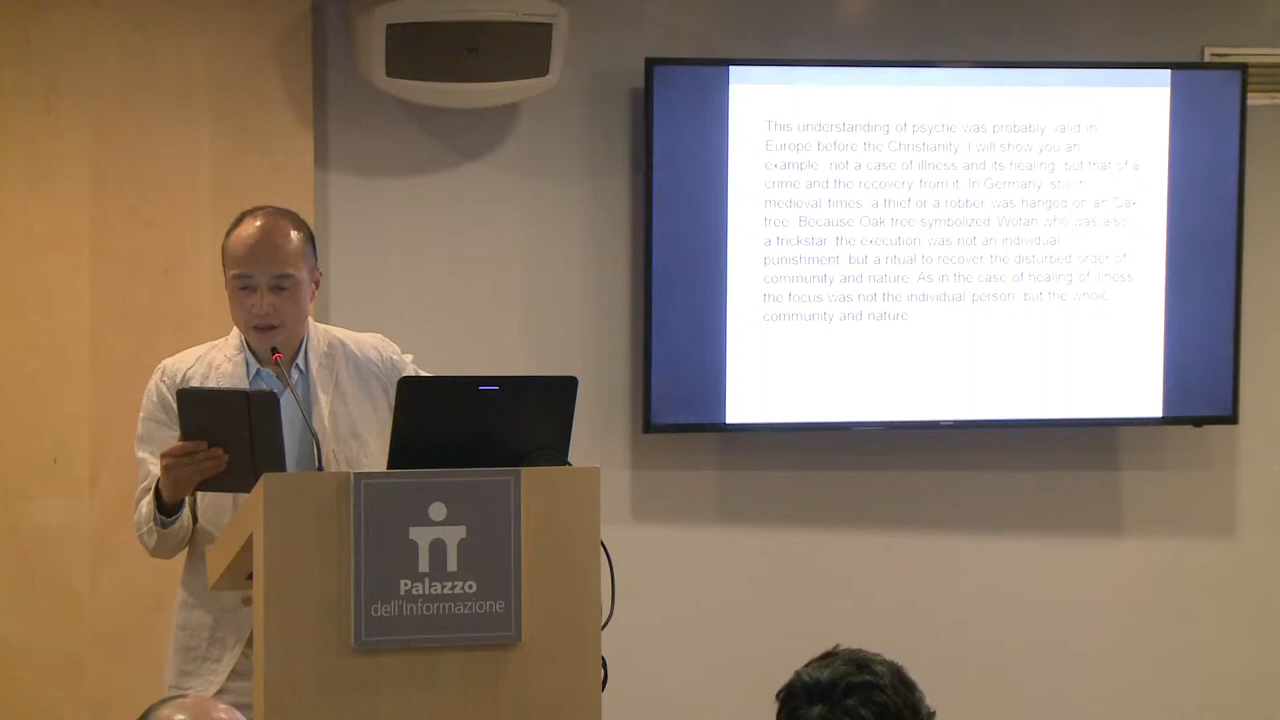 This understanding of psyche was probably valid in
Europe before the Christianity. I will show you an
example: not a case of illness and its healing, but that of a
crime and the recovery from it. In Germany, still in
medieval times, a thief or a robber was hanged on an Oak
tree. Because Oak tree symbolized Wotan who was also
a trickstar, the execution was not an individual
punishment, but a ritual to recover the disturbed order of
community and nature. As in the case of healing of illness,
the focus was not the individual person, but the whole
community and nature.
Palazzo
dell'Informazione